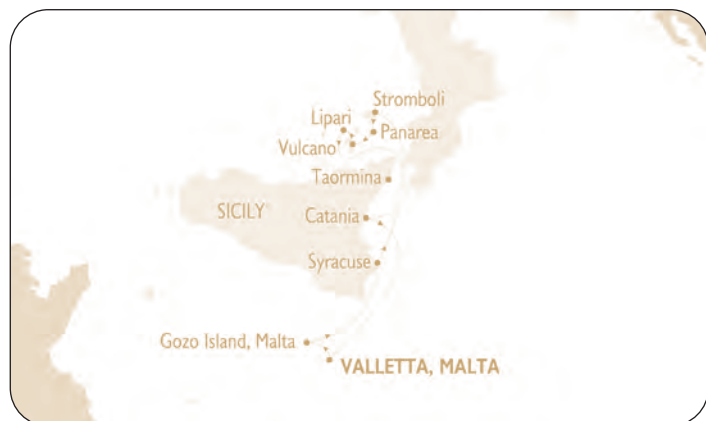 Stromboli
Lipari
Panarea
Vulcano
Taormina
SICILY
Catania
Syracuse
Gozo Island, Malta
VALLETTA, MALTA